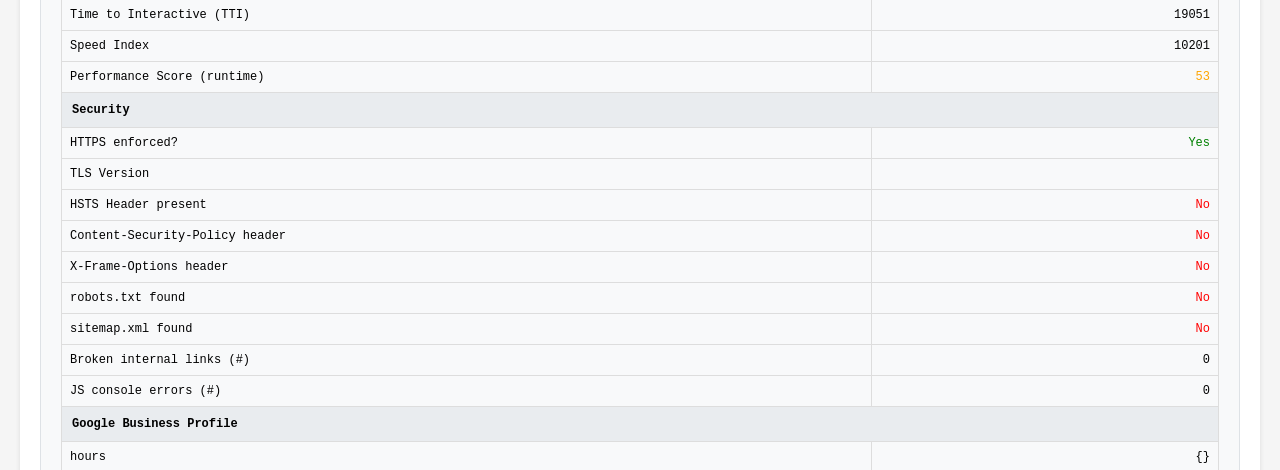 Time to Interactive (TTI) 19051
Speed Index 10201
Performance Score (runtime) 53
Security
HTTPS enforced? Yes
TLS Version
HSTS Header present No
Content-Security-Policy header No
X-Frame-Options header No
robots.txt found No
sitemap.xml found No
Broken internal links (#) 0
JS console errors (#) 0
Google Business Profile
hours {}